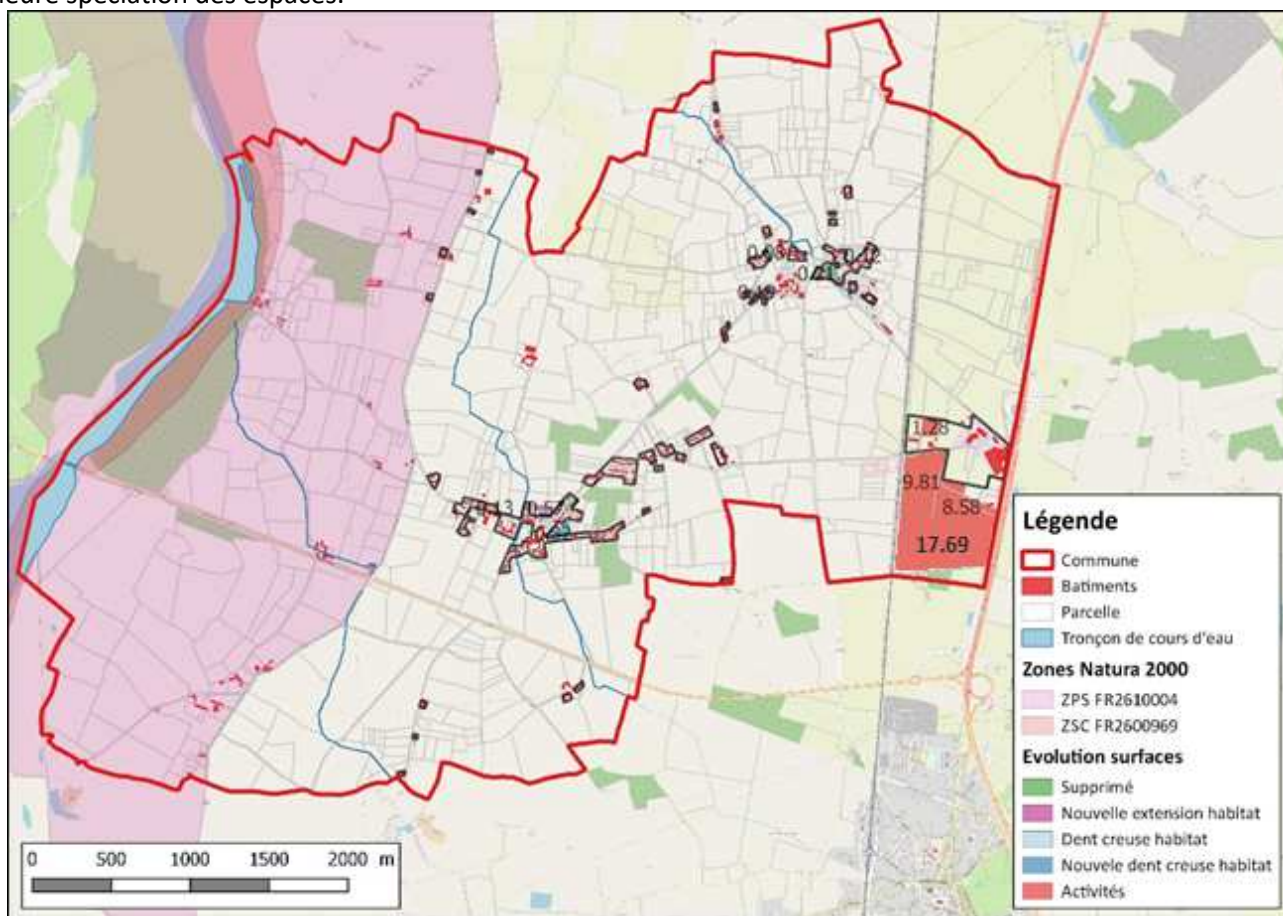 eure spéciation des espaces.
1.28
9.81
8.58
17.69
Légende
Commune
Batiments
Parcelle
Tronçon de cours d'eau
Zones Natura 2000
ZPS FR2610004
ZSC FR2600969
Evolution surfaces
Supprimé
Nouvelle extension habitat
Dent creuse habitat
Nouvele dent creuse habitat
Activités
0 500 1000 1500 2000 m